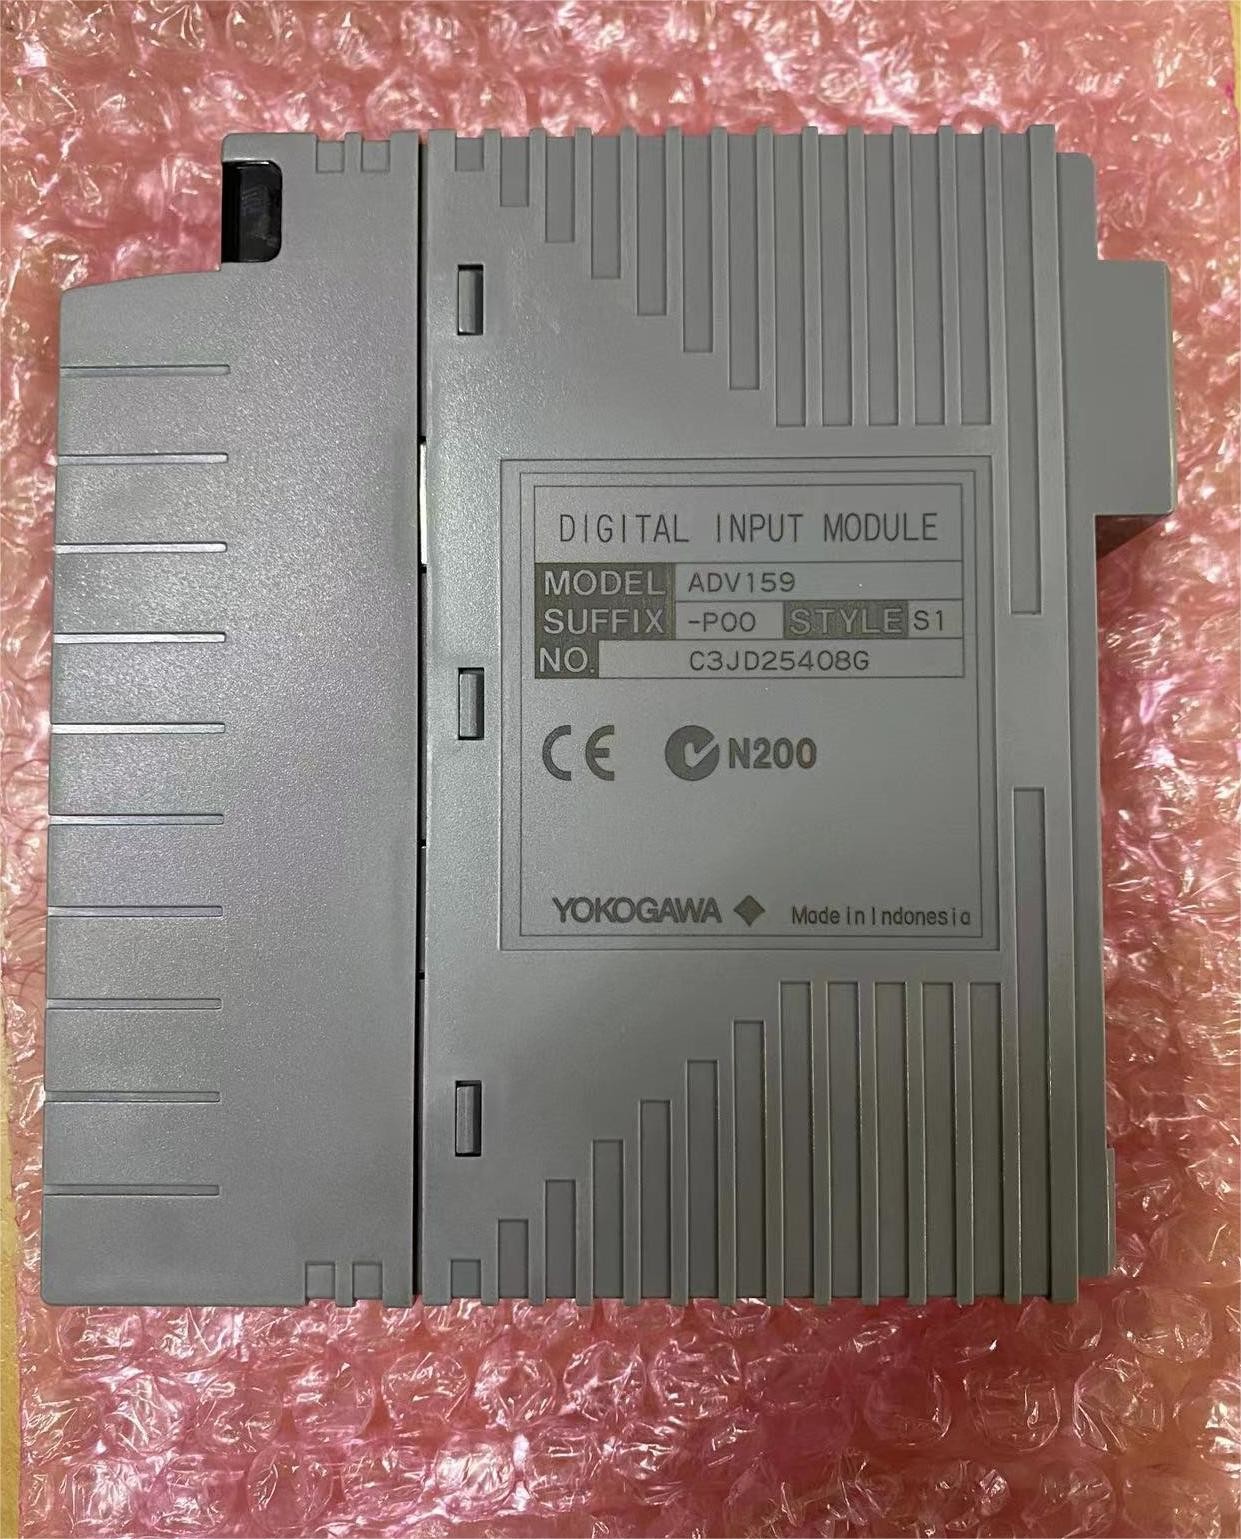 DIGITAL INPUT MODULE
MODEL ADV159
SUFFIX -P00 STYLE S1
NO. C3JD25408G
CE N200
YOKOGAWA Made in Indonesia